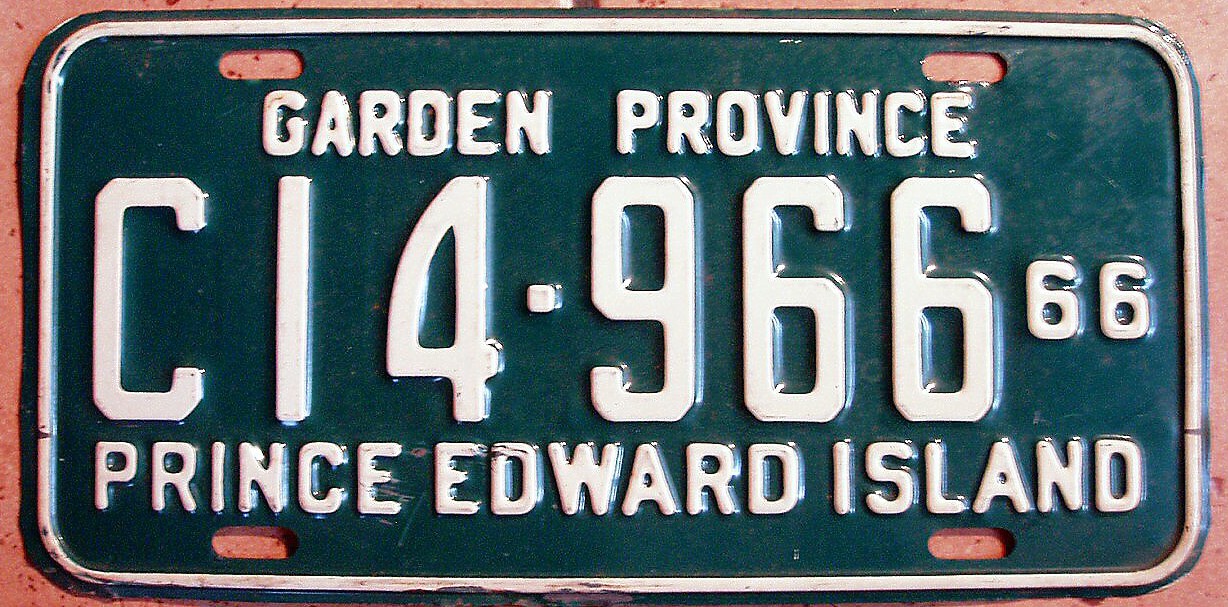 GARDEN PROVINCE
C14-966 66
PRINCE EDWARD ISLAND